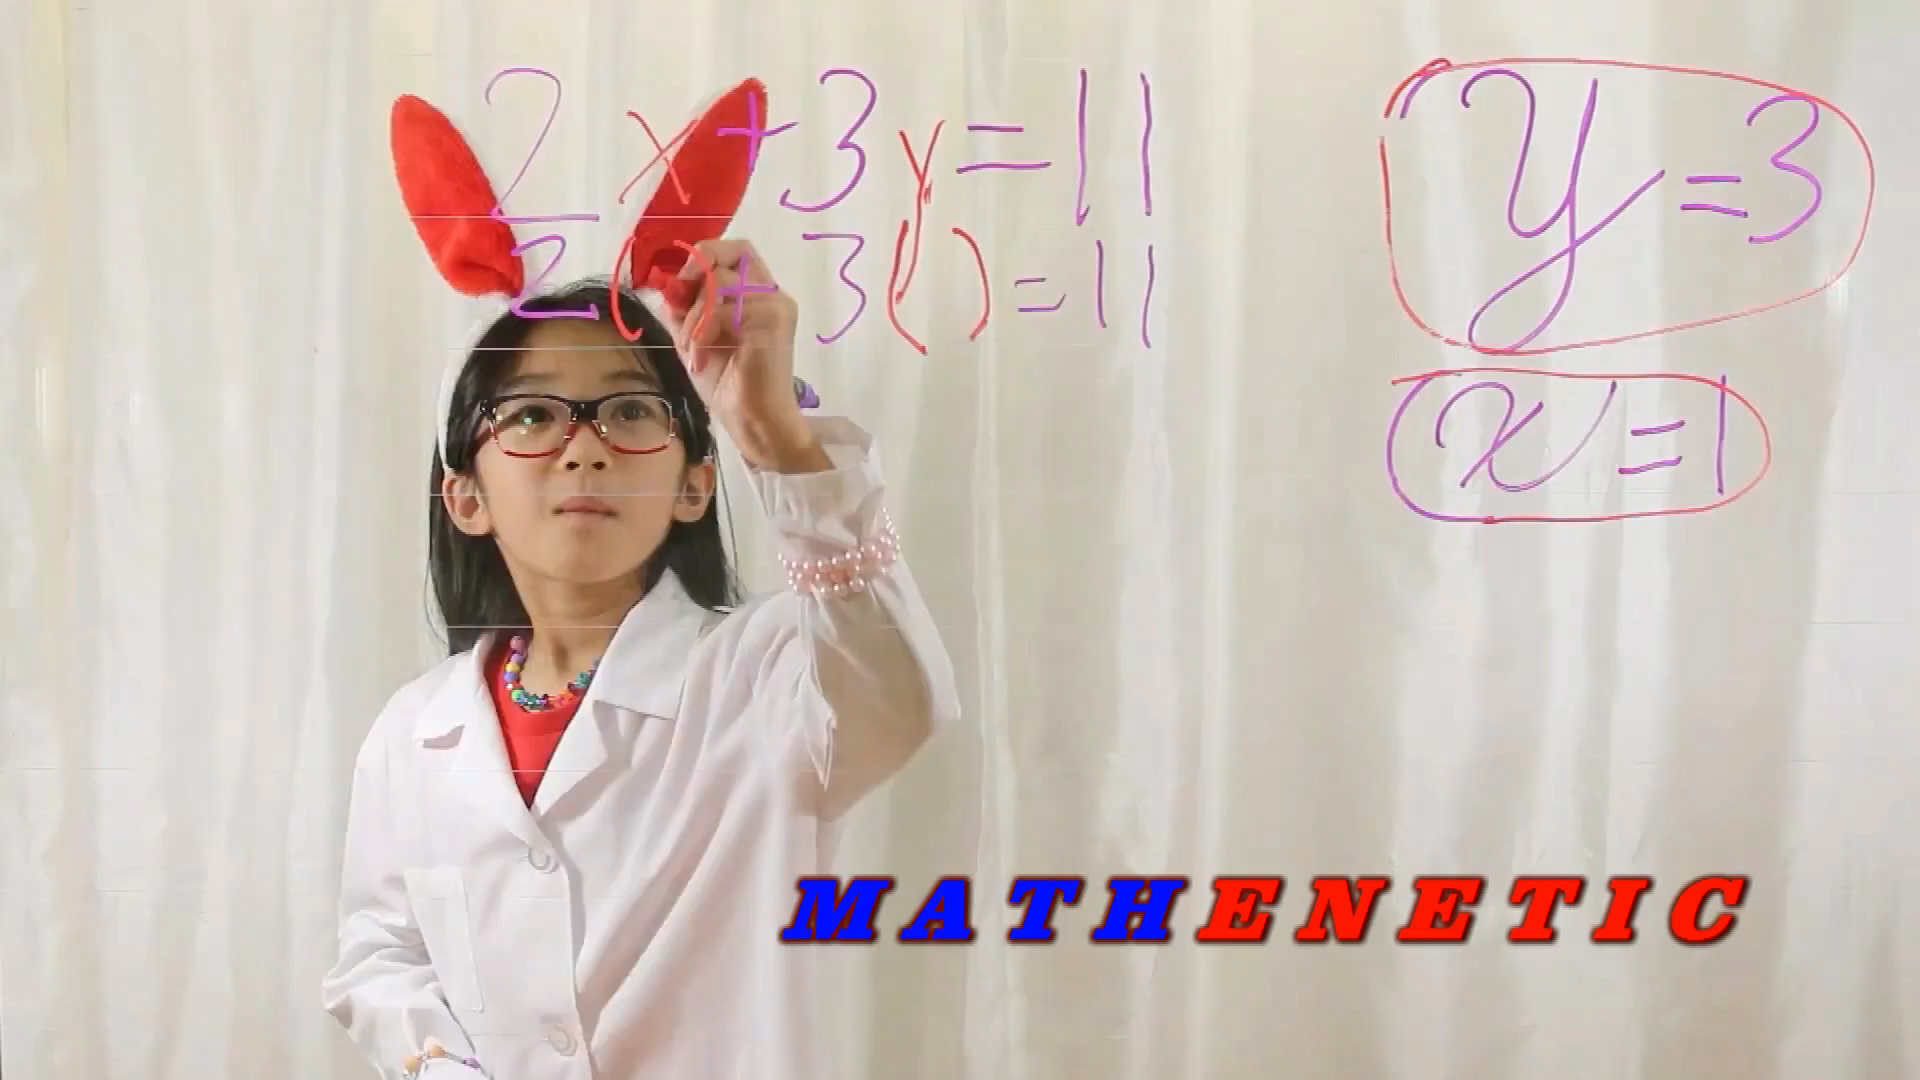 2x+3y=11
2( )+3( )=11
y=3
x=1
MATHENETIC